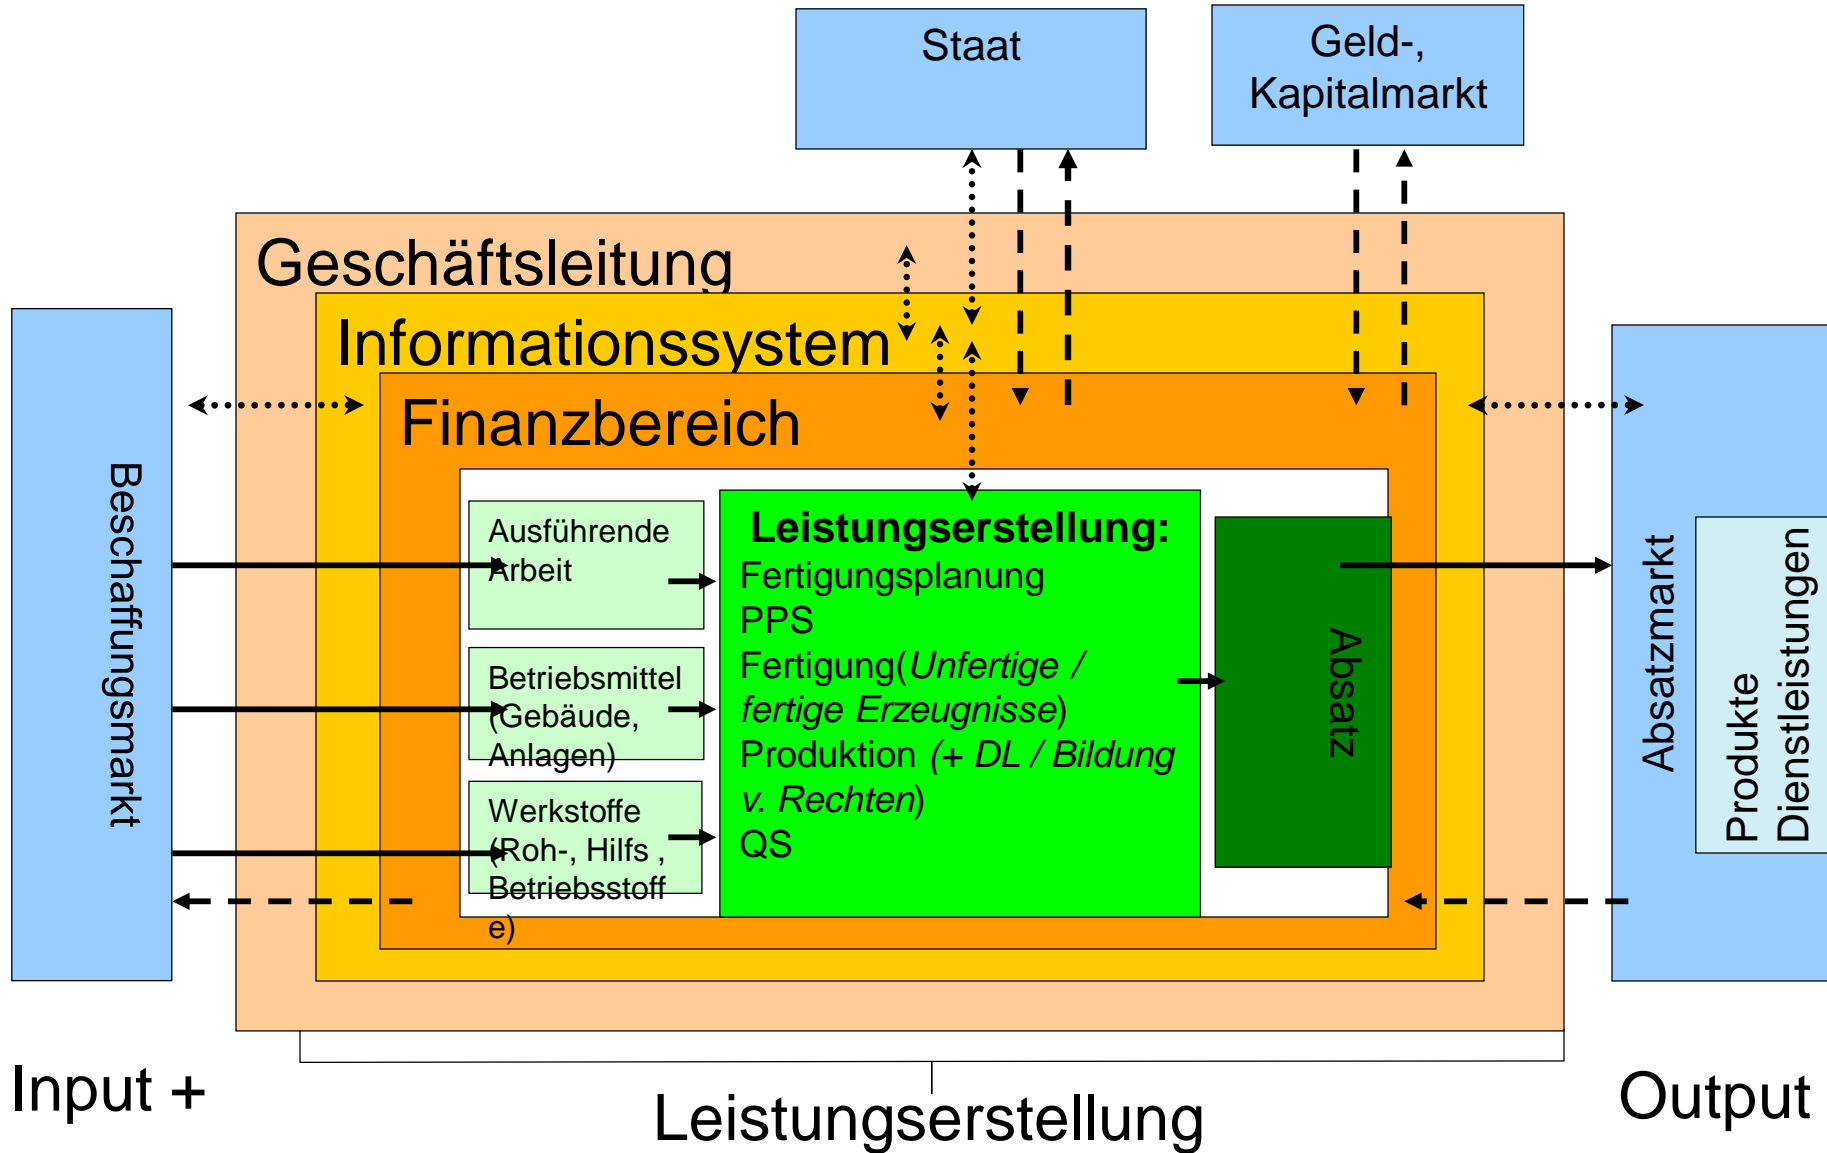 Staat
Geld-,
Kapitalmarkt
Geschäftsleitung
Informationssystem
Finanzbereich
Beschaffungsmarkt
Ausführende
Arbeit
Betriebsmittel
(Gebäude,
Anlagen)
Werkstoffe
(Roh-, Hilfs ,
Betriebsstoff
e)
Leistungserstellung:
Fertigungsplanung
PPS
Fertigung(Unfertige /
fertige Erzeugnisse)
Produktion (+ DL / Bildung
v. Rechten)
QS
Absatz
Absatzmarkt
Produkte
Dienstleistungen
Input +
Leistungserstellung
Output